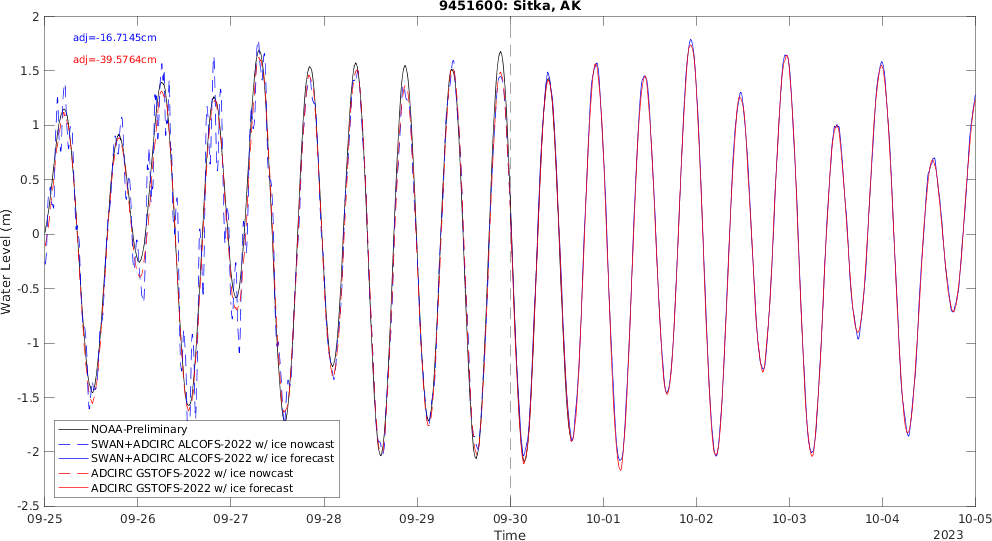 9451600: Sitka, AK
adj=-16.7145cm
adj=-39.5764cm
Water Level (m)
2
1.5
1
0.5
0
-0.5
-1
-1.5
-2
-2.5
NOAA-Preliminary
SWAN+ADCIRC ALCOFS-2022 w/ ice nowcast
SWAN+ADCIRC ALCOFS-2022 w/ ice forecast
ADCIRC GSTOFS-2022 w/ ice nowcast
ADCIRC GSTOFS-2022 w/ ice forecast
09-25 09-26 09-27 09-28 09-29 09-30 10-01 10-02 10-03 10-04 10-05
Time
2023